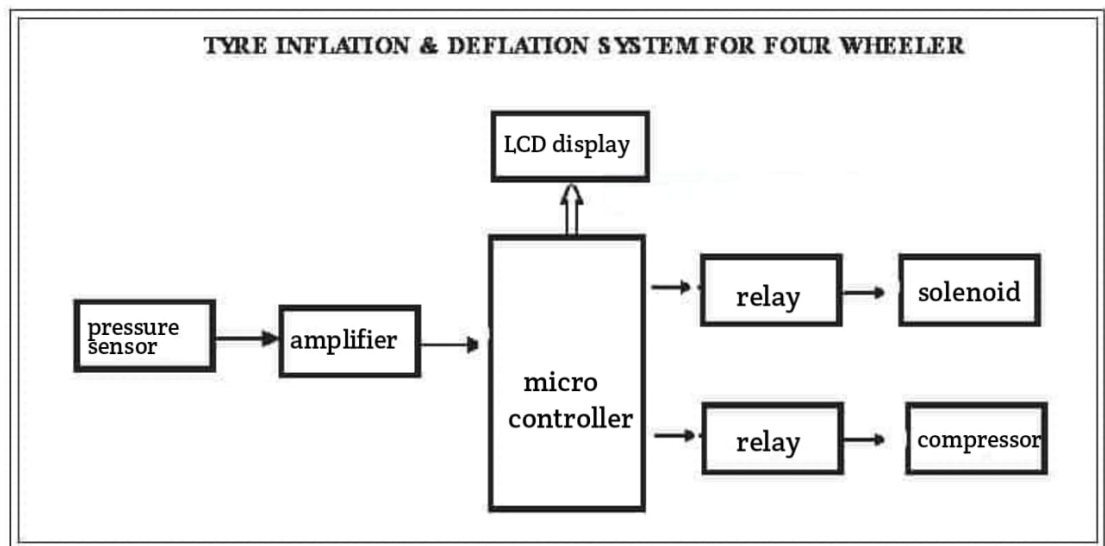 TYRE INFLATION & DEFLATION SYSTEM FOR FOUR WHEELER
LCD display
pressure
sensor
amplifier
micro
controller
relay
solenoid
relay
compressor